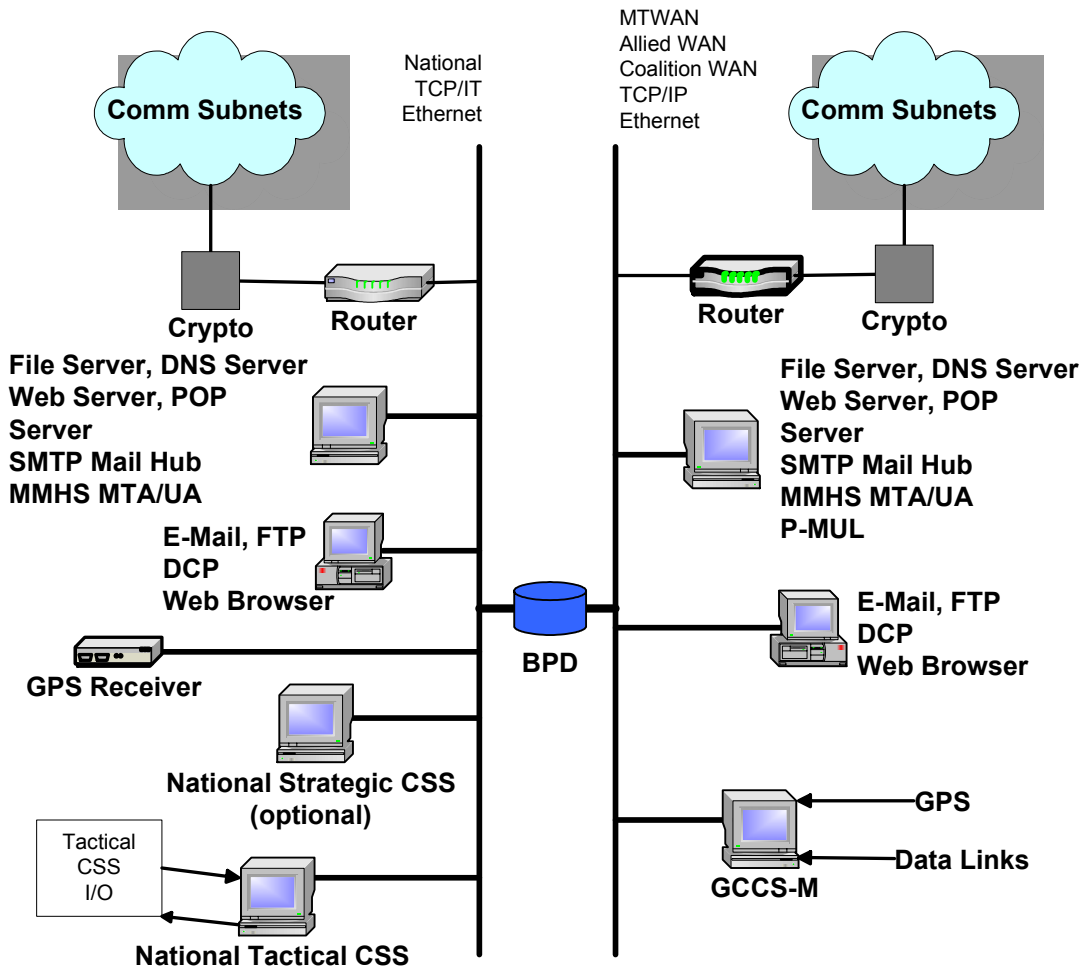 MTWAN
Allied WAN
Coalition WAN
TCP/IP
Ethernet
National
TCP/IT
Ethernet
Comm Subnets
Comm Subnets
Crypto
Router
Router
Crypto
File Server, DNS Server
Web Server, POP
Server
SMTP Mail Hub
MMHS MTA/UA
File Server, DNS Server
Web Server, POP
Server
SMTP Mail Hub
MMHS MTA/UA
P-MUL
E-Mail, FTP
DCP
Web Browser
BPD
E-Mail, FTP
DCP
Web Browser
GPS Receiver
National Strategic CSS
(optional)
Tactical
CSS
I/O
National Tactical CSS
GPS
Data Links
GCCS-M